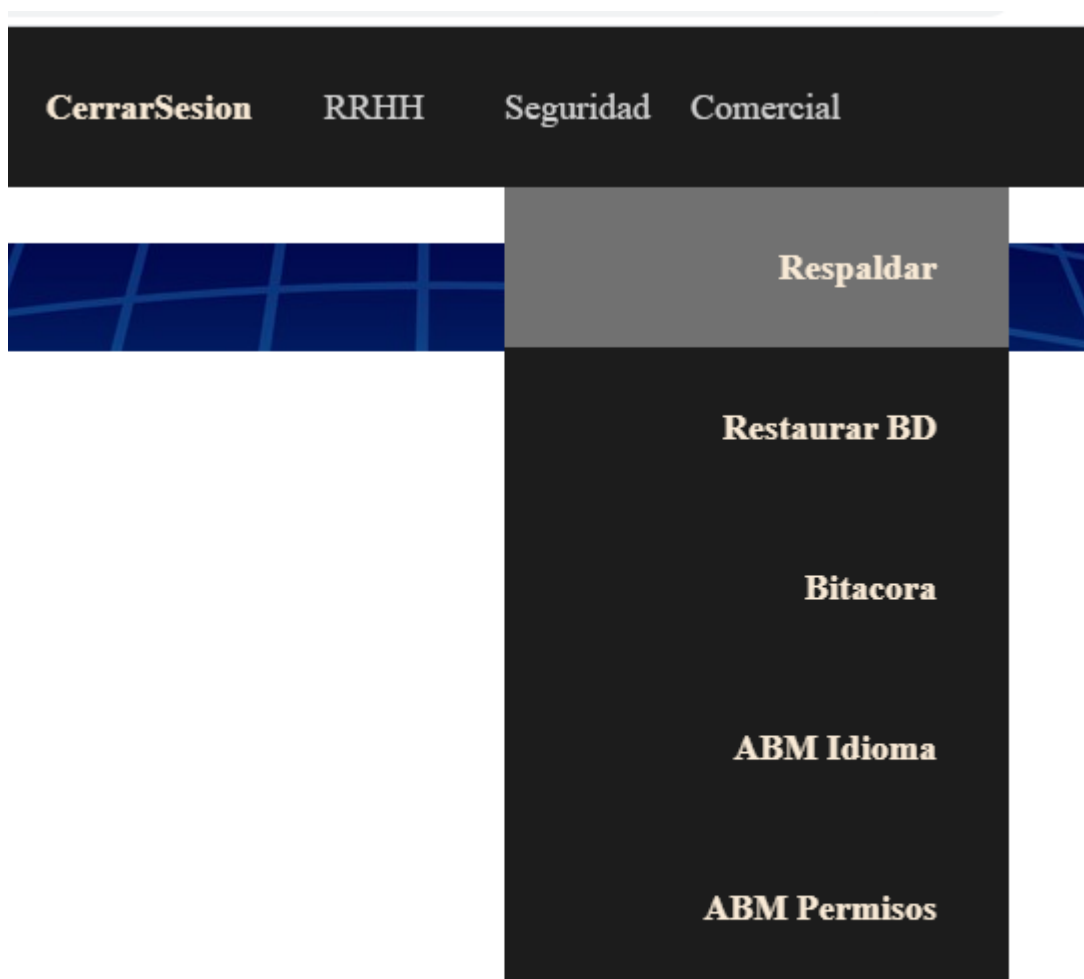 CerrarSesion RRHH Seguridad Comercial
Respaldar
Restaurar BD
Bitacora
ABM Idioma
ABM Permisos